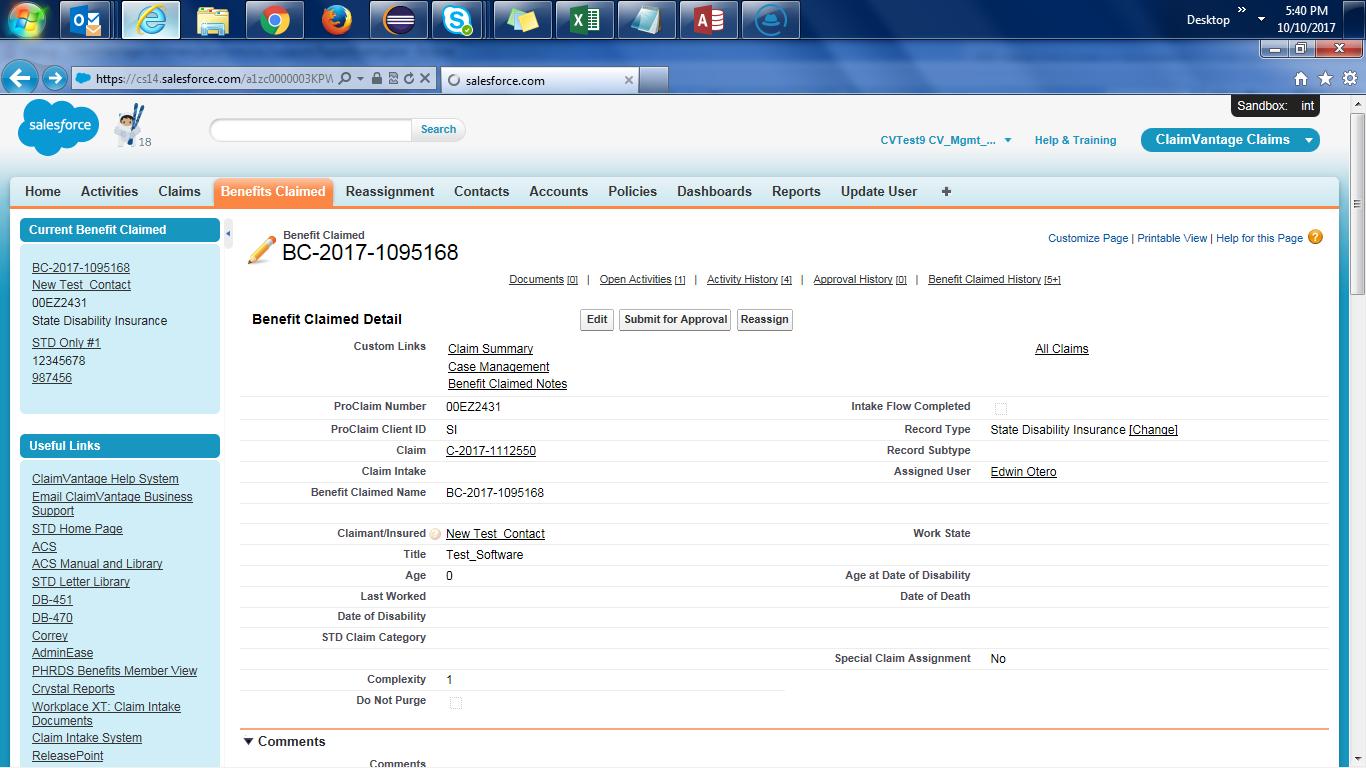 Desktop
5:40 PM
10/10/2017
https://cs14.salesforce.com/a1zc0000003KPV
salesforce.com
Sandbox: int
salesforce
18
Search
CVTest9 CV_Mgmt_...
Help & Training
ClaimVantage Claims
Home Activities Claims Benefits Claimed Reassignment Contacts Accounts Policies Dashboards Reports Update User +
Current Benefit Claimed
BC-2017-1095168
New Test_Contact
00EZ2431
State Disability Insurance
STD Only #1
12345678
987456
Useful Links
ClaimVantage Help System
Email ClaimVantage Business
Support
STD Home Page
ACS
ACS Manual and Library
STD Letter Library
DB-451
DB-470
Correy
AdminEase
PHRDS Benefits Member View
Crystal Reports
Workplace XT: Claim Intake
Documents
Claim Intake System
ReleasePoint
Benefit Claimed
BC-2017-1095168
Customize Page | Printable View | Help for this Page
Documents [0] | Open Activities [1] | Activity History [4] | Approval History [0] | Benefit Claimed History [5+]
Benefit Claimed Detail
Edit Submit for Approval Reassign
Custom Links Claim Summary All Claims
Case Management
Benefit Claimed Notes
ProClaim Number 00EZ2431 Intake Flow Completed
ProClaim Client ID SI Record Type State Disability Insurance [Change]
Claim C-2017-1112550 Record Subtype
Claim Intake Assigned User Edwin Otero
Benefit Claimed Name BC-2017-1095168
Claimant/Insured New Test_Contact Work State
Title Test_Software
Age 0 Age at Date of Disability
Last Worked Date of Death
Date of Disability
STD Claim Category
Special Claim Assignment No
Complexity 1
Do Not Purge
Comments
Comments